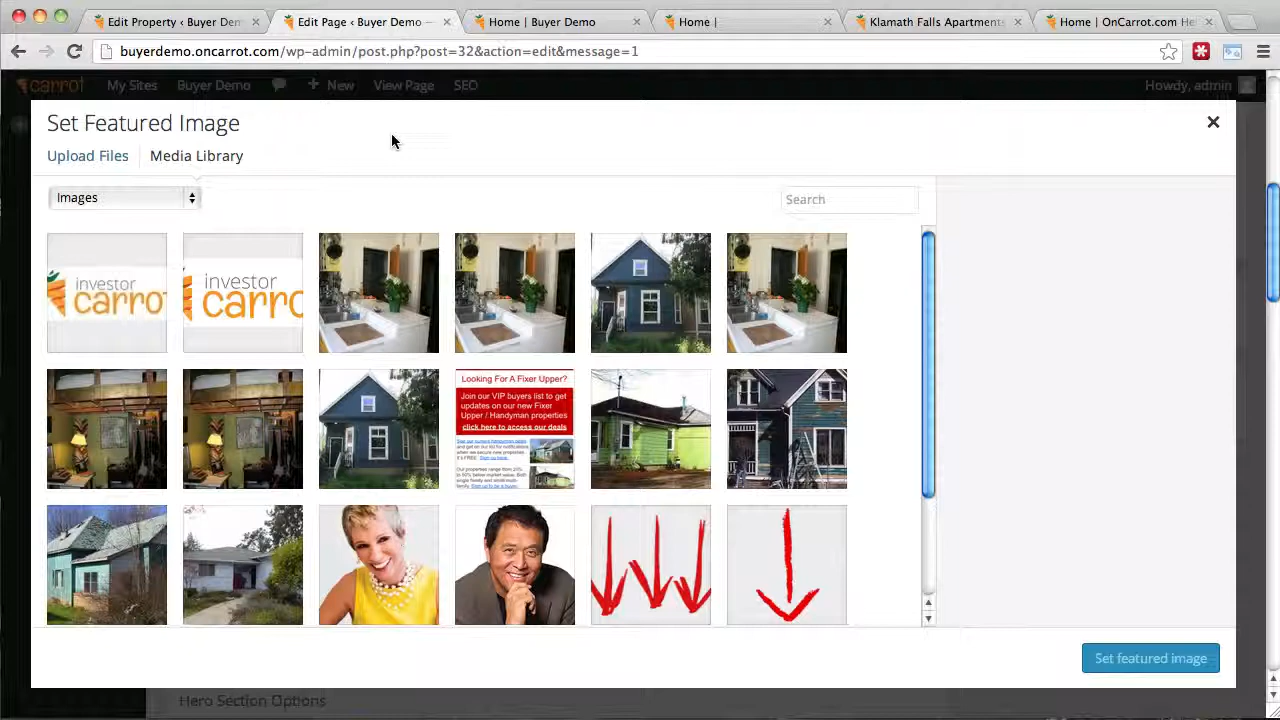 Edit Property ‹ Buyer De
Edit Page ‹ Buyer Demo —
Home | Buyer Demo
Home |
Klamath Falls Apartments
Home | OnCarrot.com He
buyerdemo.oncarrot.com/wp-admin/post.php?post=32&action=edit&message=1
carrot
My Sites
Buyer Demo
New
View Page
SEO
Howdy, admin
Set Featured Image
Upload Files
Media Library
Images
Search
investor
carrot
investor
carro
Looking For A Fixer Upper?
Join our VIP buyers list to get
updates on our new Fixer
Upper / Handyman properties
click here to access our deals
Set featured image
Hero Section Options